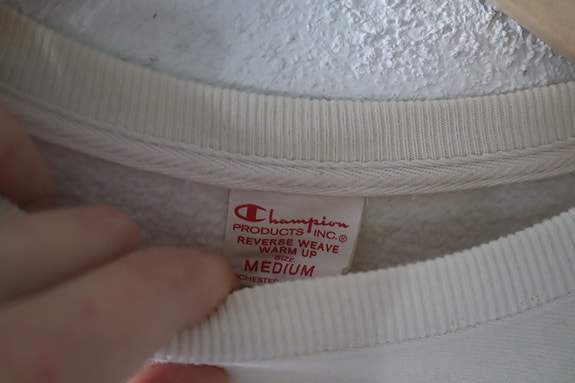 Champion
PRODUCTS INC.®
REVERSE WEAVE
WARM UP
SIZE
MEDIUM